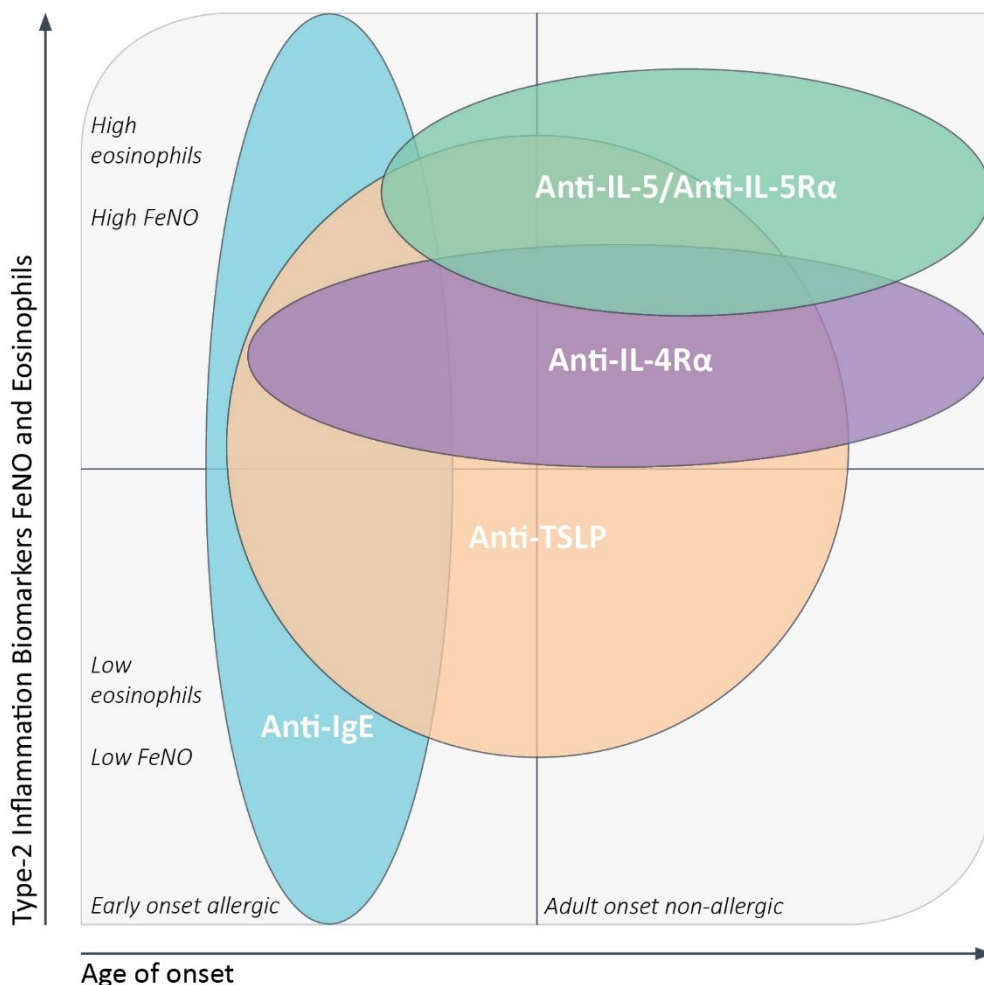 Type-2 Inflammation Biomarkers FeNO and Eosinophils
High
eosinophils
High FeNO
Anti-IL-5/Anti-IL-5Rα
Anti-IL-4Rα
Anti-TSLP
Low
eosinophils
Anti-IgE
Low FeNO
Early onset allergic
Adult onset non-allergic
Age of onset